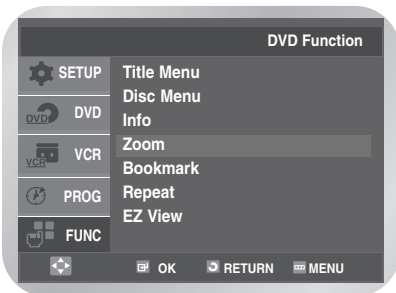 DVD Function
SETUP
DVD
DVD
VCR
VCR
PROG
FUNC
Title Menu
Disc Menu
Info
Zoom
Bookmark
Repeat
EZ View
OK
RETURN
MENU